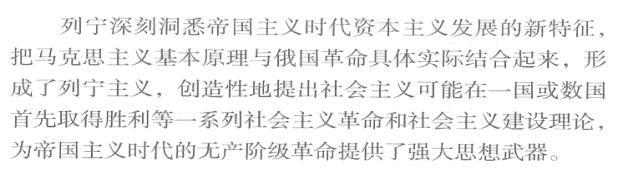 列宁深刻洞悉帝国主义时代资本主义发展的新特征，
把马克思主义基本原理与俄国革命具体实际结合起来，形
成了列宁主义，创造性地提出社会主义可能在一国或数国
首先取得胜利等一系列社会主义革命和社会主义建设理论，
为帝国主义时代的无产阶级革命提供了强大思想武器。